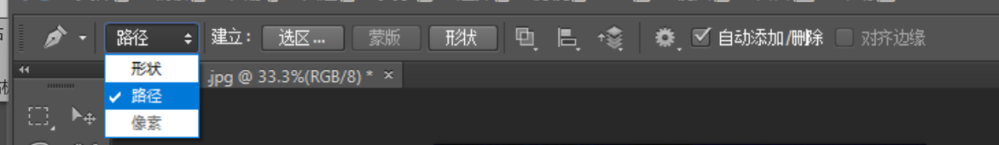 路径 建立： 选区... 蒙版 形状 自动添加/删除 对齐边缘
形状
.jpg @ 33.3%(RGB/8) * ×
路径
像素